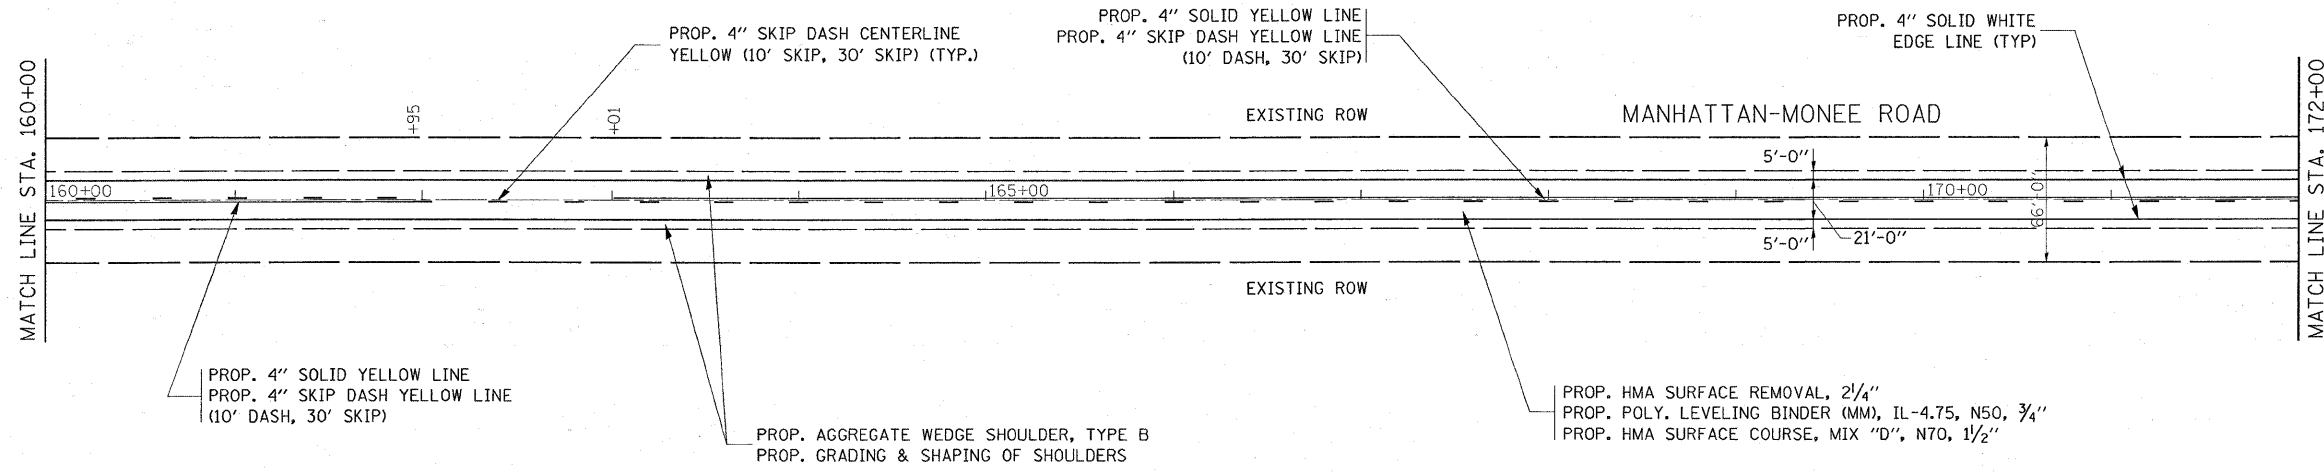 PROP. 4" SKIP DASH CENTERLINE
YELLOW (10' SKIP, 30' SKIP) (TYP.)
PROP. 4" SOLID YELLOW LINE
PROP. 4" SKIP DASH YELLOW LINE
(10' DASH, 30' SKIP)
PROP. 4" SOLID WHITE
EDGE LINE (TYP)
MATCH LINE STA. 160+00
+95
+01
EXISTING ROW
MANHATTAN-MONEE ROAD
MATCH LINE STA. 172+00
160+00
165+00
170+00
5'-0"
66'-0"
5'-0"
21'-0"
EXISTING ROW
PROP. 4" SOLID YELLOW LINE
PROP. 4" SKIP DASH YELLOW LINE
(10' DASH, 30' SKIP)
PROP. AGGREGATE WEDGE SHOULDER, TYPE B
PROP. GRADING & SHAPING OF SHOULDERS
PROP. HMA SURFACE REMOVAL, 2 1/4"
PROP. POLY. LEVELING BINDER (MM), IL-4.75, N50, 3/4"
PROP. HMA SURFACE COURSE, MIX "D", N70, 1 1/2"